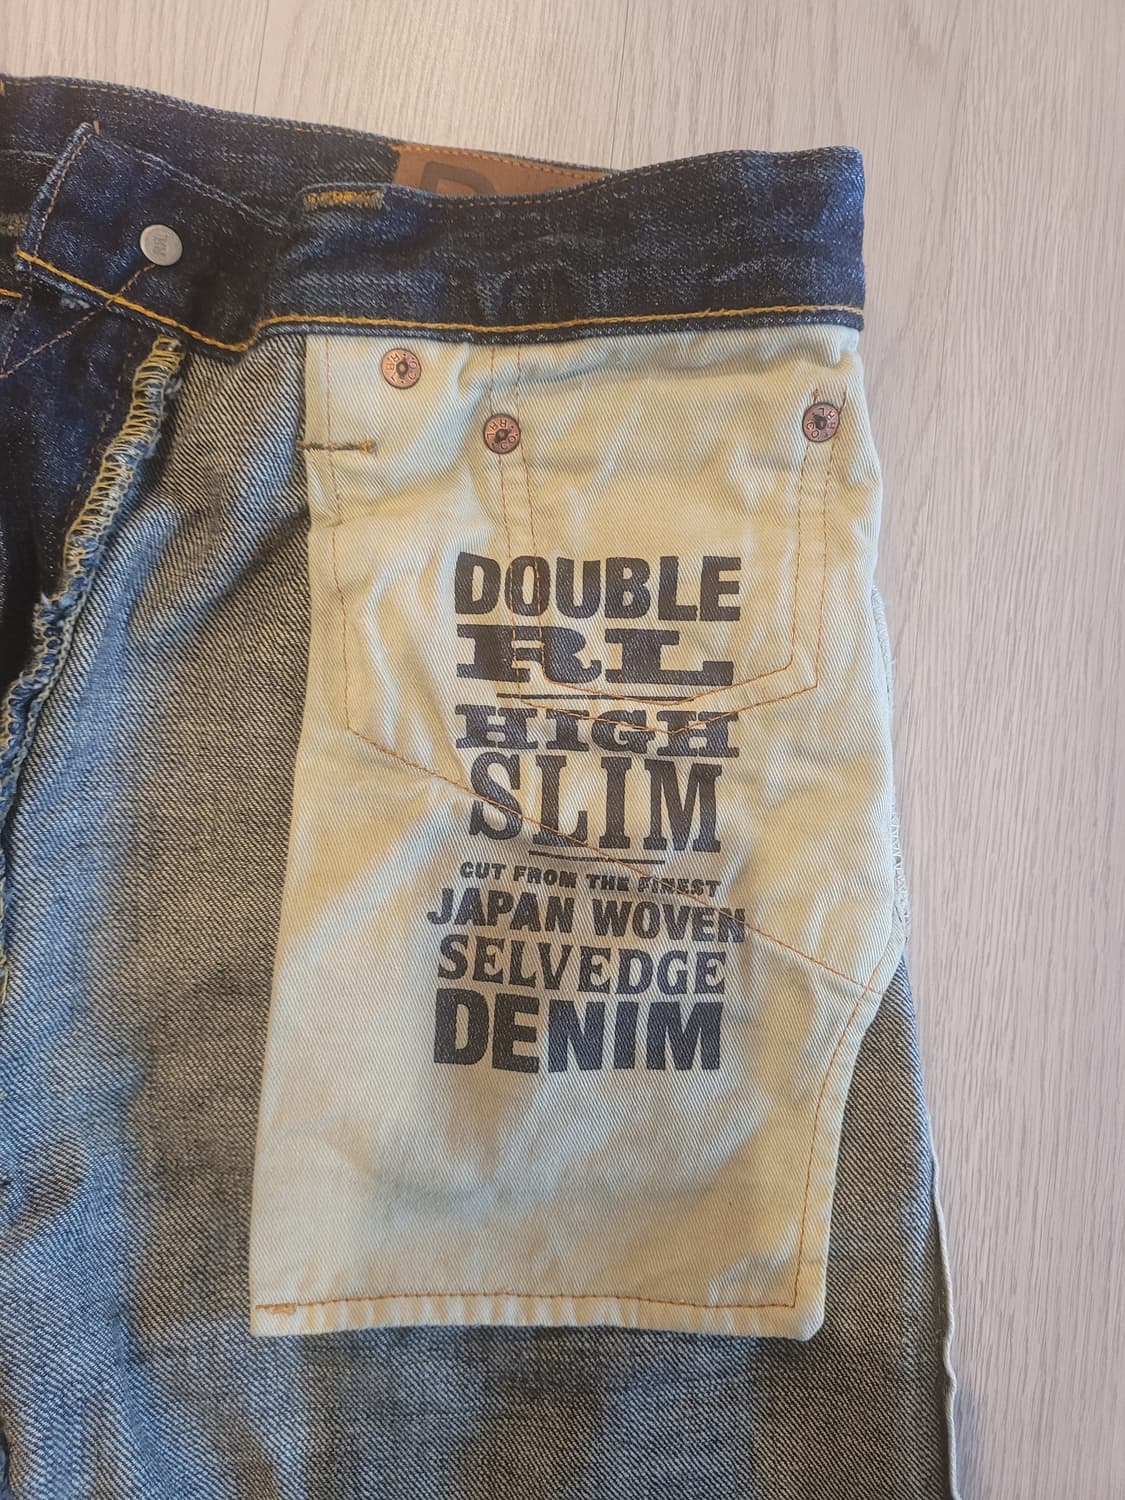 DOUBLE
RL
HIGH
SLIM
CUT FROM THE FINEST
JAPAN WOVEN
SELVEDGE
DENIM